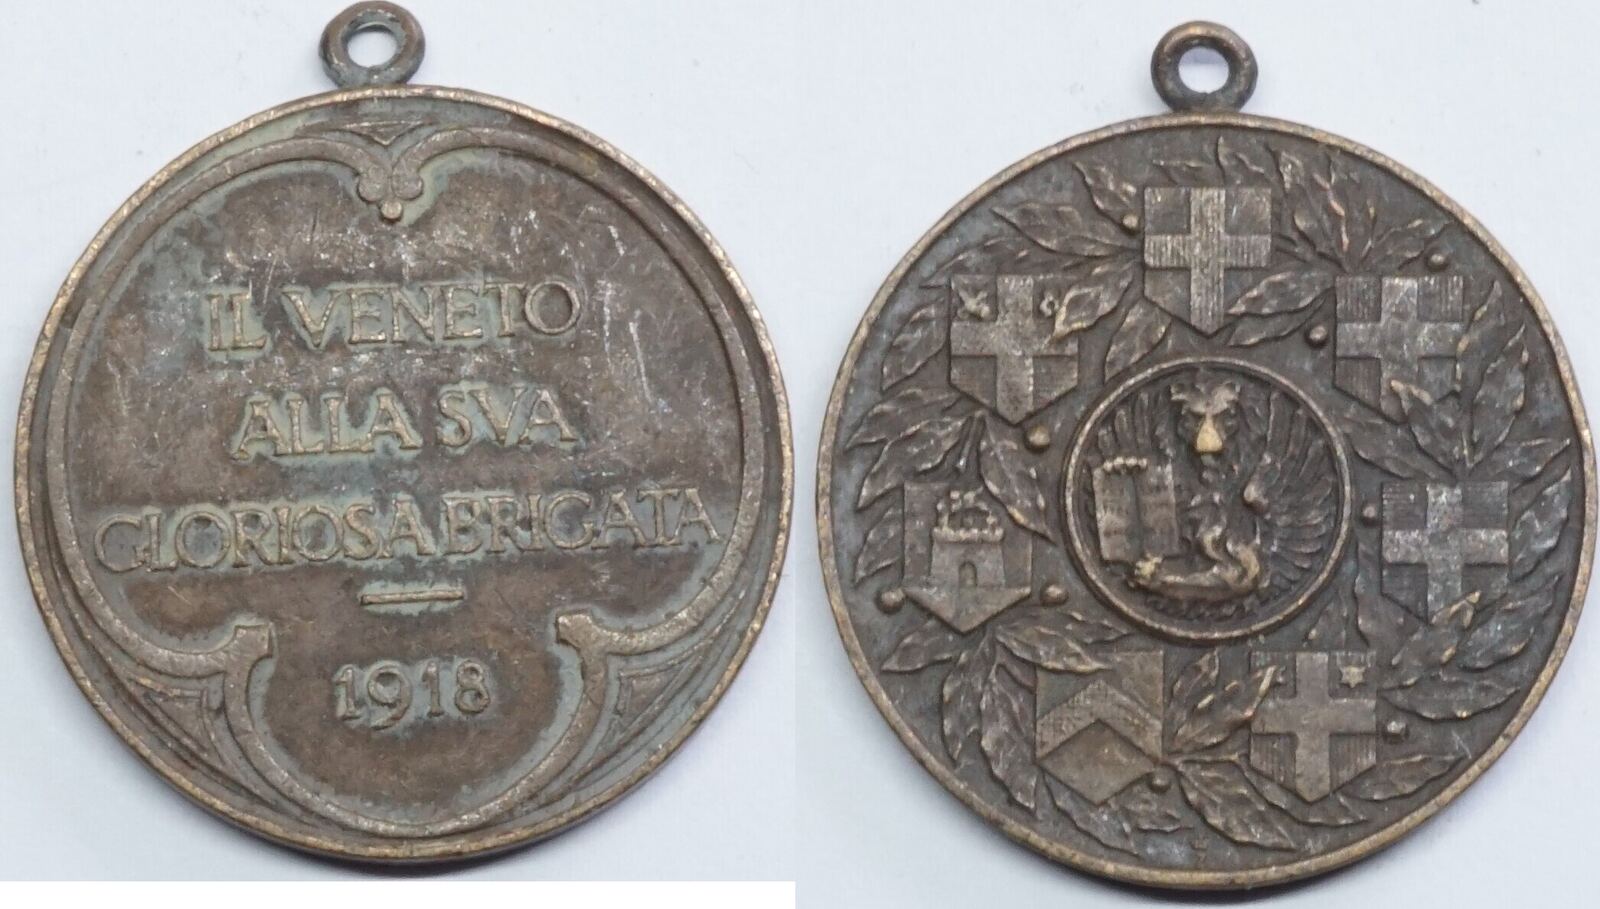 IL VENETO
ALLA SVA
GLORIOSA BRIGATA
1918